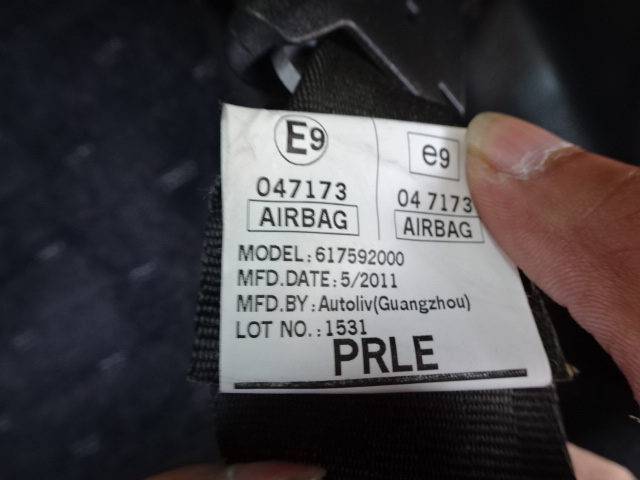 E9
e9
047173
04 7173
AIRBAG
AIRBAG
MODEL:617592000
MFD.DATE:5/2011
MFD.BY:Autoliv(Guangzhou)
LOT NO.:1531
PRLE